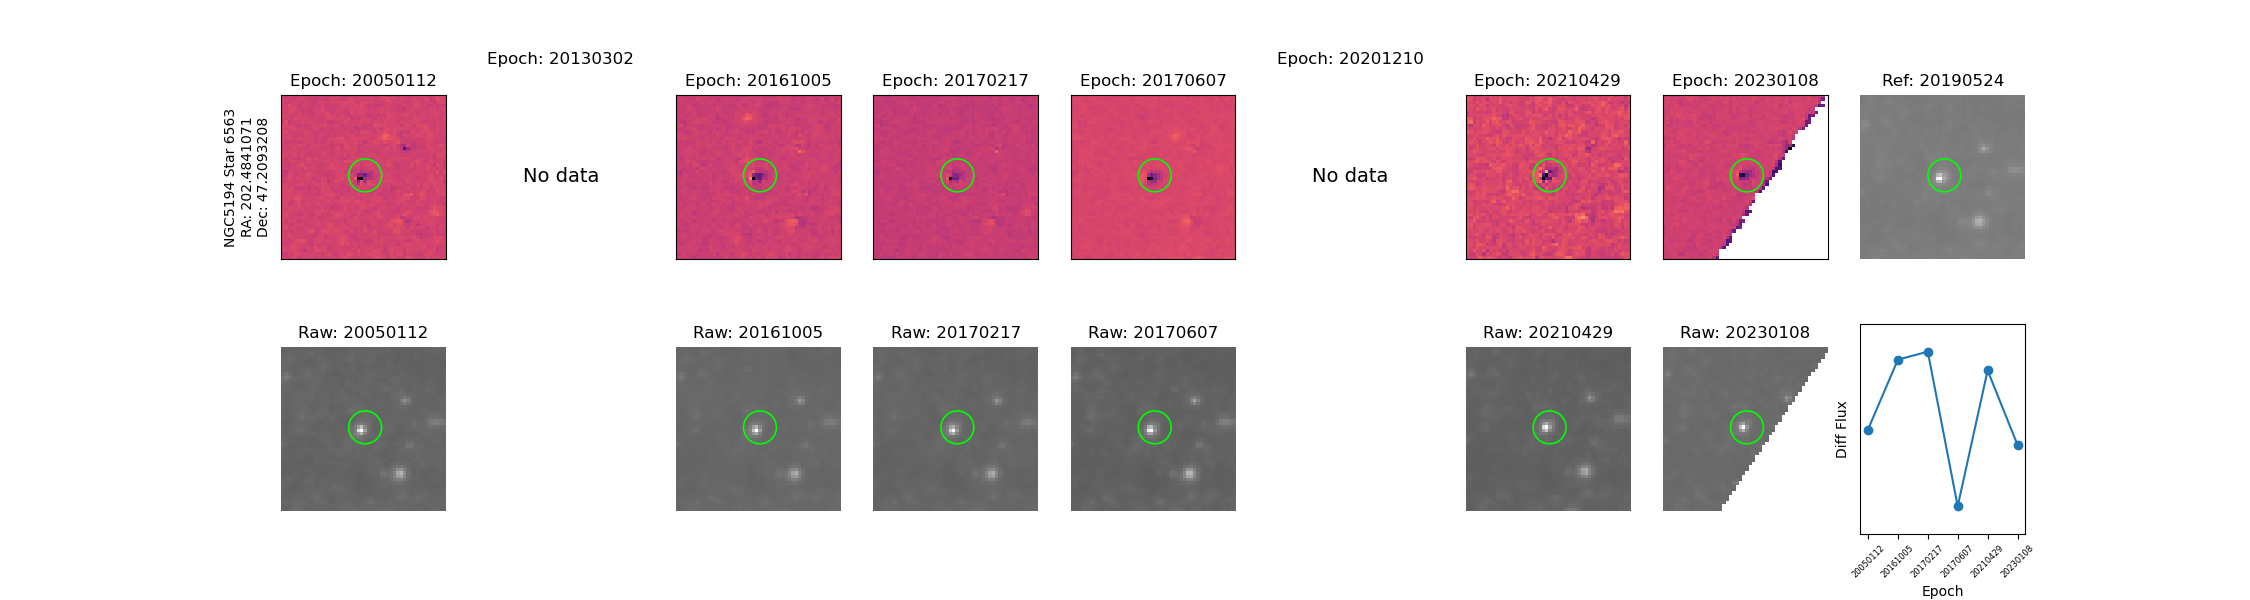 NGC5194 Star 6563
RA: 202.4841071
Dec: 47.2093208
Epoch: 20050112
Epoch: 20130302
No data
Epoch: 20161005
Epoch: 20170217
Epoch: 20170607
Epoch: 20201210
No data
Epoch: 20210429
Epoch: 20230108
Ref: 20190524
Raw: 20050112
Raw: 20161005
Raw: 20170217
Raw: 20170607
Raw: 20210429
Raw: 20230108
Diff Flux
20050112
20161005
20170217
20170607
20210429
20230108
Epoch